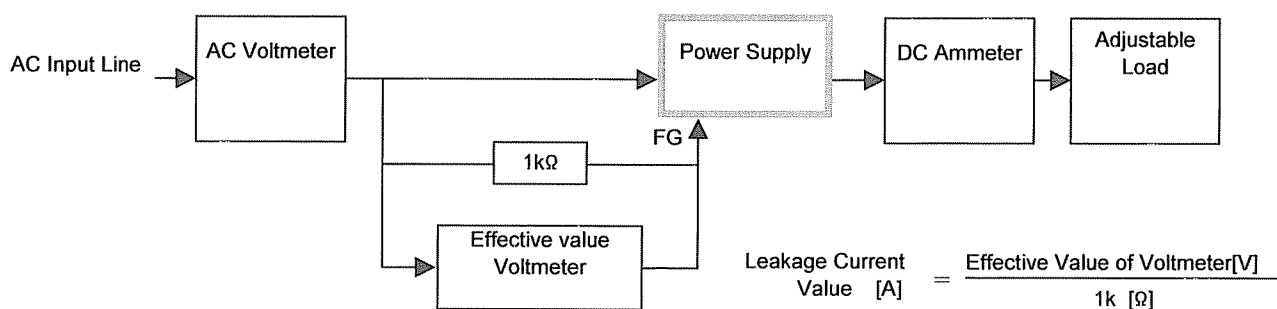 AC Input Line
AC Voltmeter
Power Supply
DC Ammeter
Adjustable
Load
FG
1kΩ
Effective value
Voltmeter
Leakage Current
Value [A]
=
Effective Value of Voltmeter[V]
1k [Ω]